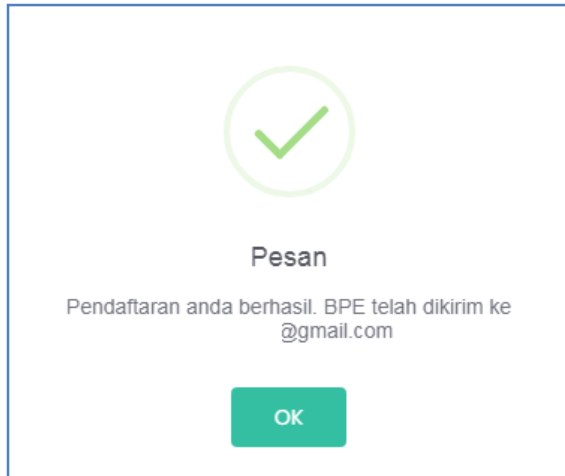 Pesan
Pendaftaran anda berhasil. BPE telah dikirim ke
@gmail.com
OK